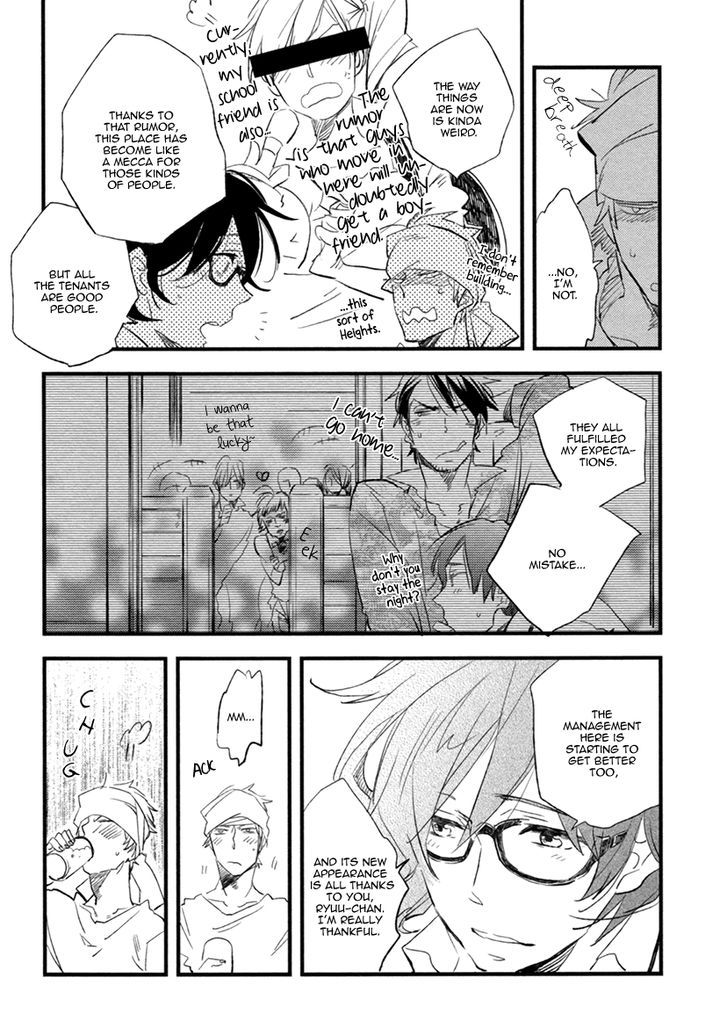 deep
breath
...NO,
I'M
NOT.
THE WAY
THINGS
ARE NOW
IS KINDA
WEIRD.
The
rumor
is that guys
who move in
here will un-
doubtedly
get a boy-
friend.
Cur-
rently
my
school
friend is
also...
THANKS TO
THAT RUMOR,
THIS PLACE HAS
BECOME LIKE
A MECCA FOR
THOSE KINDS
OF PEOPLE.
BUT ALL
THE TENANTS
ARE GOOD
PEOPLE.
I don't
remember
building...
...this
sort of
Heights.
THEY ALL
FULFILLED
MY EXPECTA-
TIONS.
NO
MISTAKE...
I can't
go home...
Why
don't you
stay the
night?
I wanna
be that
lucky~
E
ek
THE
MANAGEMENT
HERE IS
STARTING TO
GET BETTER
TOO,
AND ITS NEW
APPEARANCE
IS ALL THANKS
TO YOU,
RYUU-CHAN.
I'M REALLY
THANKFUL.
MM...
ACK
CH
UG